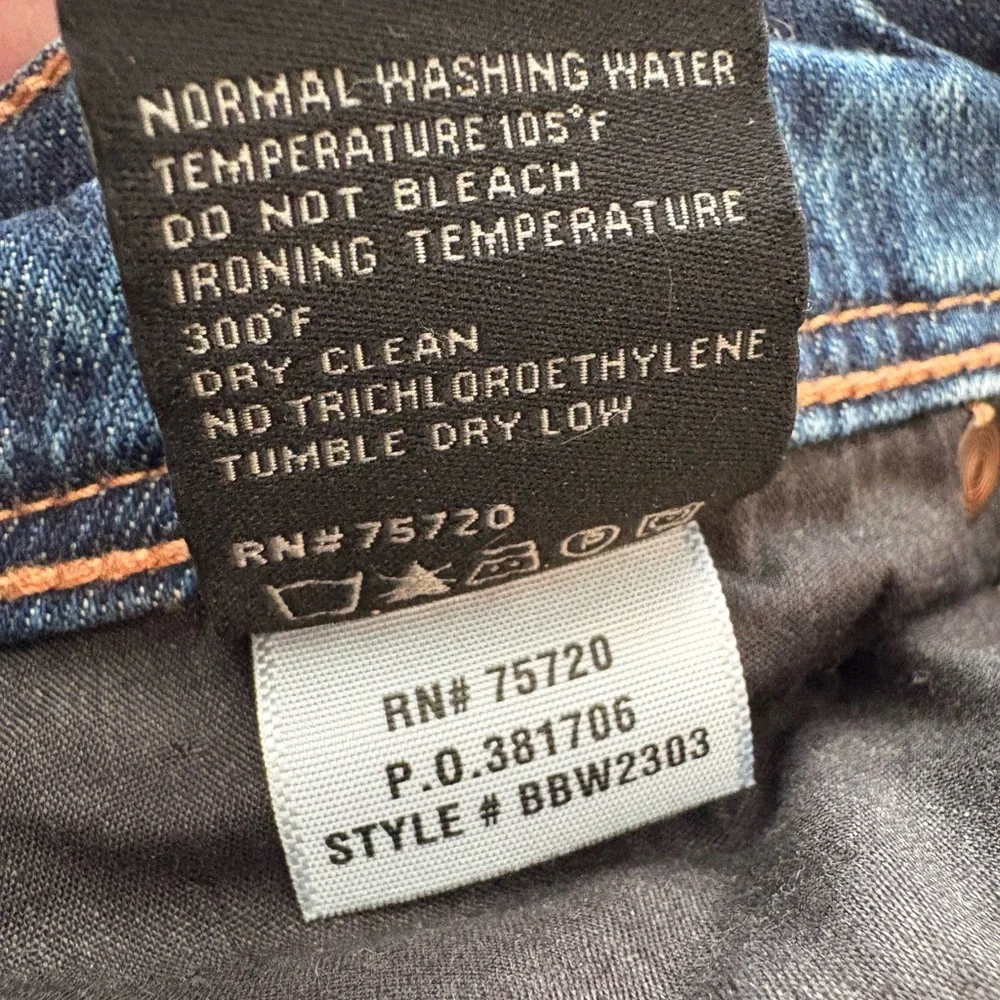 NORMAL WASHING WATER
TEMPERATURE 105°F
DO NOT BLEACH
IRONING TEMPERATURE
300°F
DRY CLEAN
NO TRICHLOROETHYLENE
TUMBLE DRY LOW
RN# 75720
P
RN# 75720
P.O.381706
STYLE # BBW2303